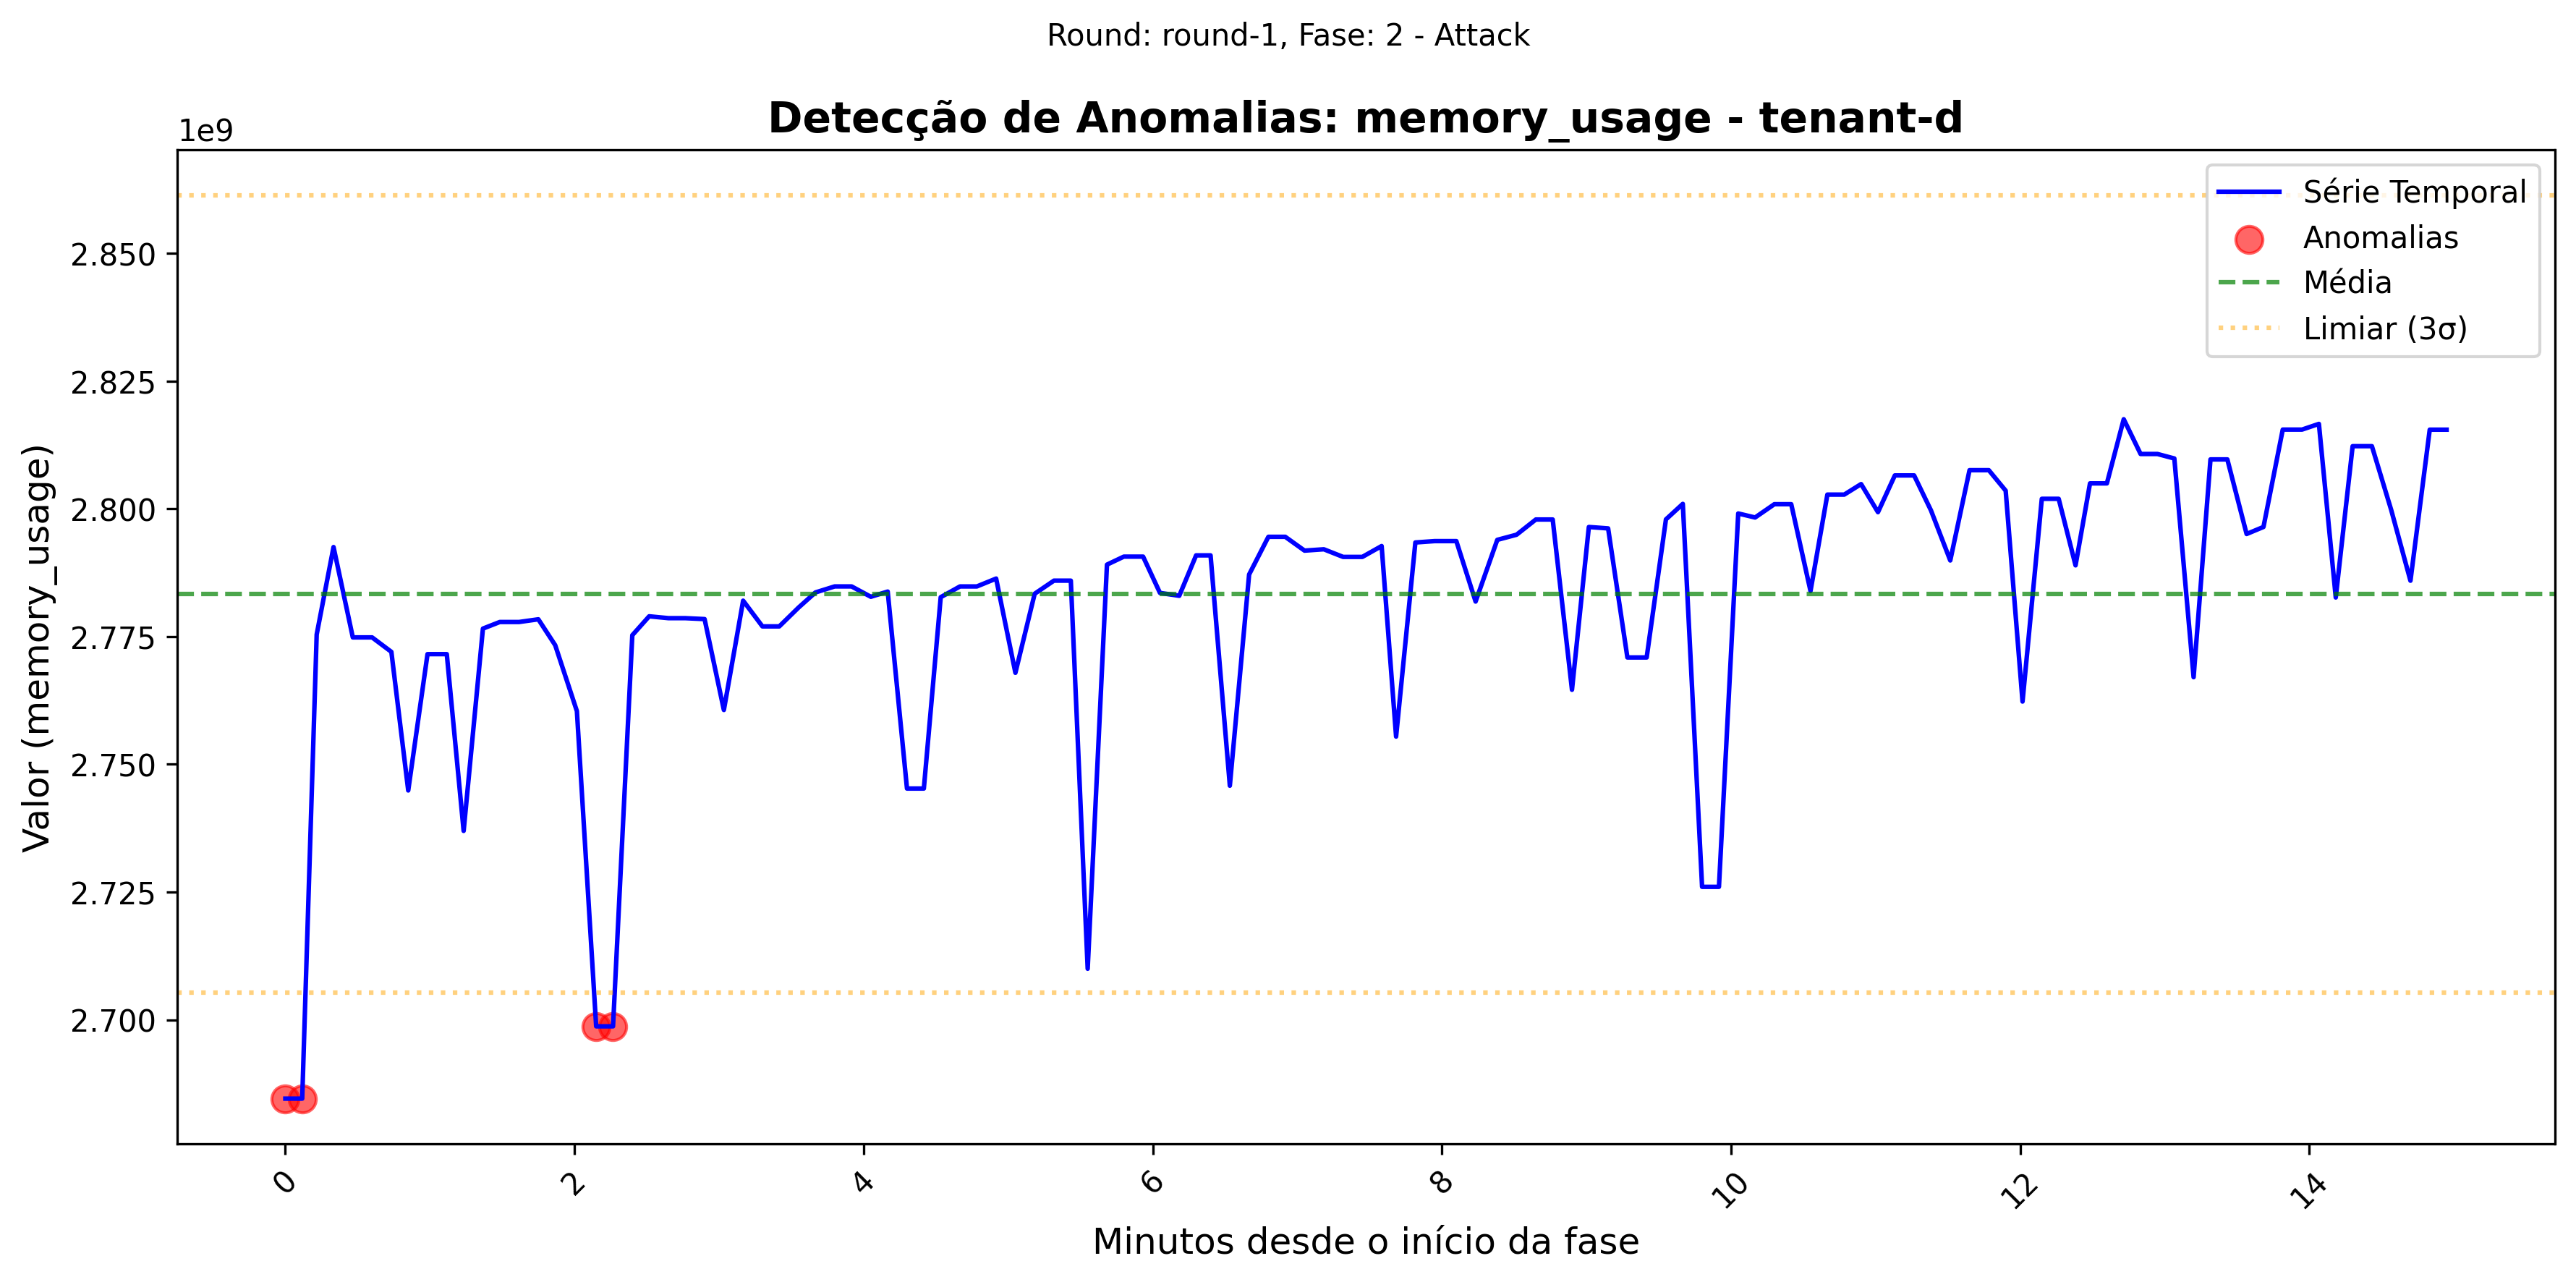 Round: round-1, Fase: 2 - Attack
Detecção de Anomalias: memory_usage - tenant-d
1e9
Série Temporal
Anomalias
Média
Limiar (3σ)
Valor (memory_usage)
2.850
2.825
2.800
2.775
2.750
2.725
2.700
0 2 4 6 8 10 12 14
Minutos desde o início da fase